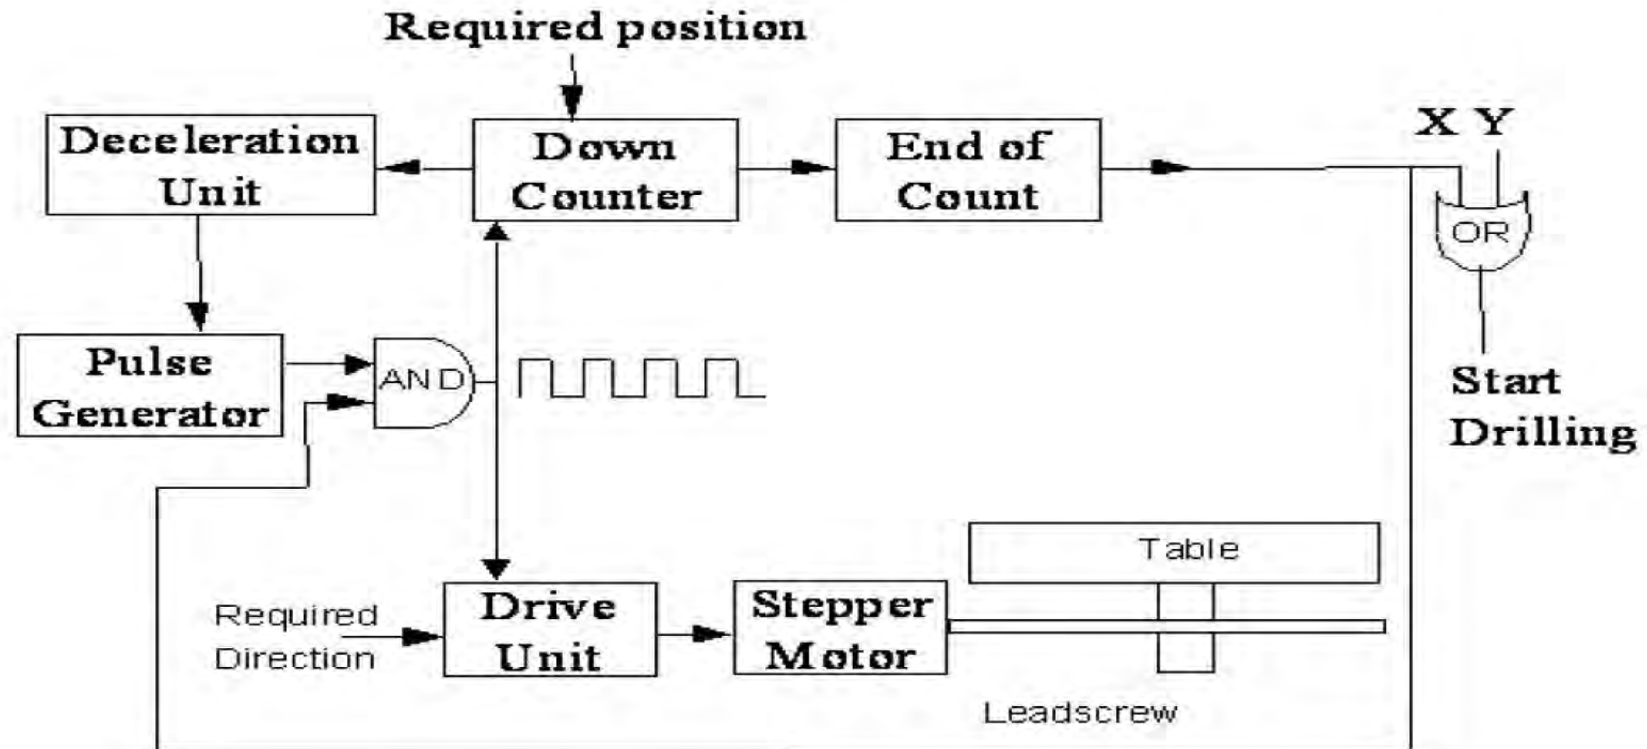 Required position
Deceleration
Unit
Down
Counter
End of
Count
X Y
OR
Start
Drilling
Pulse
Generator
AND
Required
Direction
Drive
Unit
Stepper
Motor
Table
Leadscrew